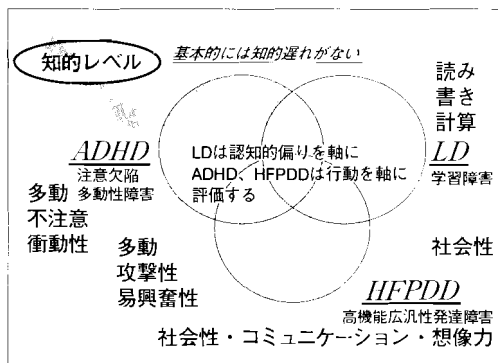 知的レベル
基本的には知的遅れがない
読み
書き
計算
ADHD
注意欠陥
多動性障害
LDは認知的偏りを軸に
ADHD、HFPDDは行動を軸に
評価する
LD
学習障害
多動
不注意
衝動性
多動
攻撃性
易興奮性
社会性
HFPDD
高機能広汎性発達障害
社会性・コミュニケーション・想像力